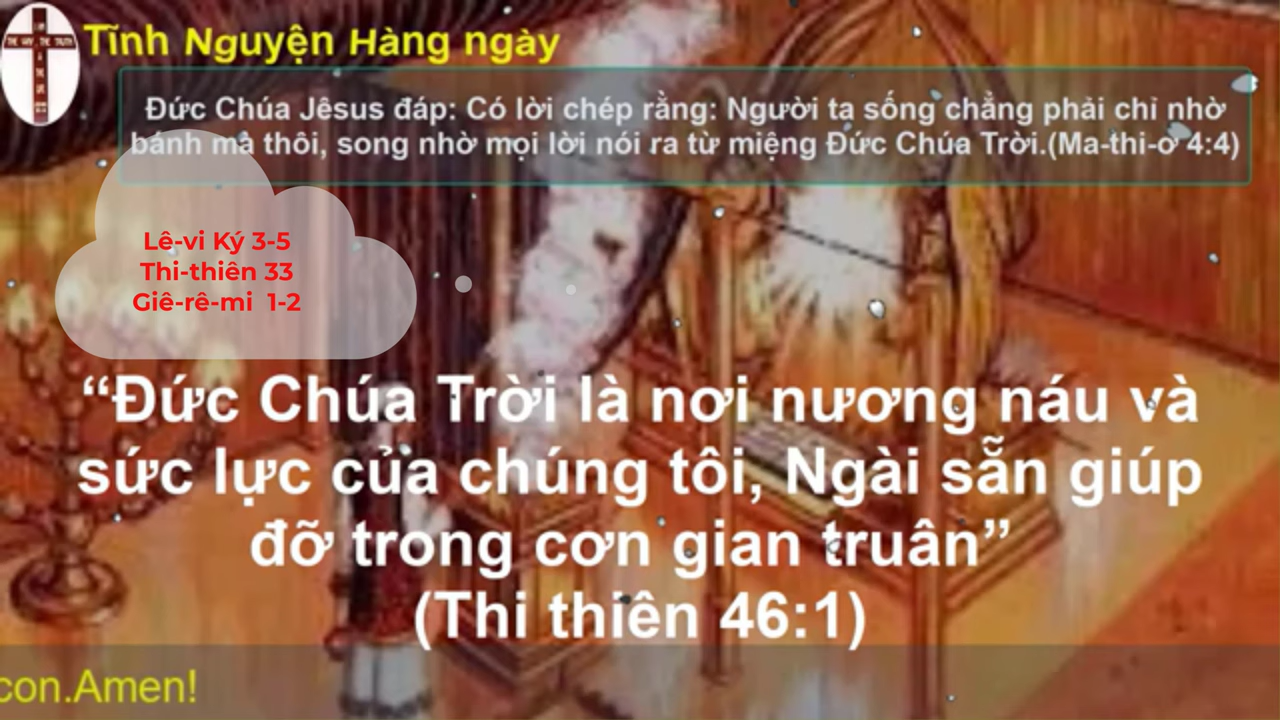 Tĩnh Nguyện Hàng ngày
Đức Chúa Jêsus đáp: Có lời chép rằng: Người ta sống chẳng phải chỉ nhờ
bánh mà thôi, song nhờ mọi lời nói ra từ miệng Đức Chúa Trời.(Ma-thi-ơ 4:4)
Lê-vi Ký 3-5
Thi-thiên 33
Giê-rê-mi 1-2
“Đức Chúa Trời là nơi nương náu và
sức lực của chúng tôi, Ngài sẵn giúp
đỡ trong cơn gian truân”
(Thi thiên 46:1)
con.Amen!